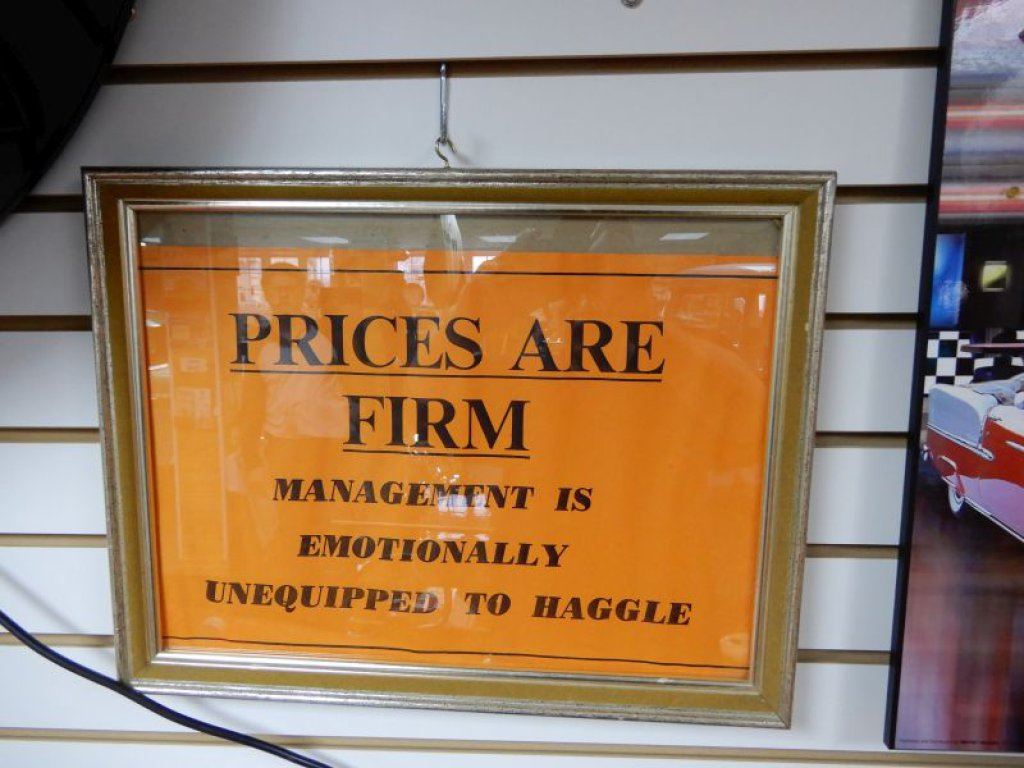 PRICES ARE
FIRM
MANAGEMENT IS
EMOTIONALLY
UNEQUIPPED TO HAGGLE